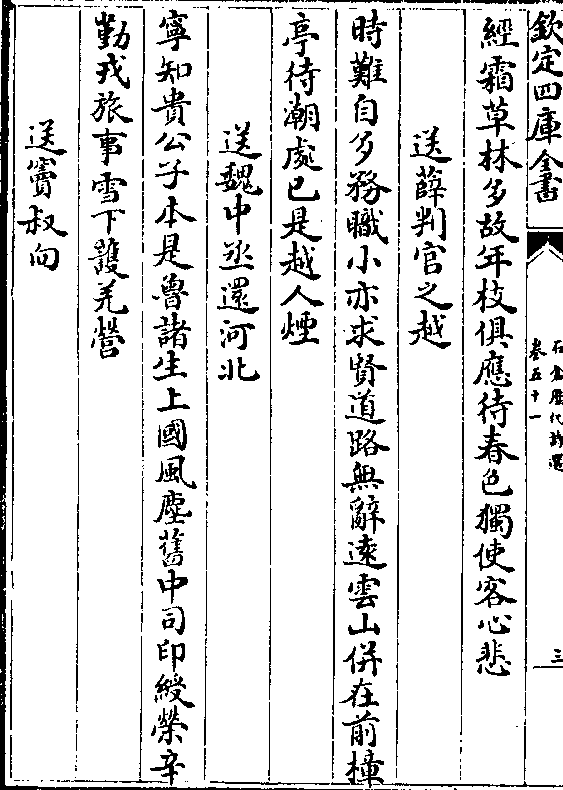 欽定四庫全書
石倉歷代詩選
卷五十一
三
經霜草林多故年枝俱應待春色獨使客心悲
送薛判官之越
時難自多務職小亦求賢道路無辭遠雲山併在前樟
亭待潮處已是越人煙
送魏中丞還河北
寧知貴公子本是魯諸生上國風塵舊中司印綬榮辛
勤戎旅事雪下護羌營
送竇叔向